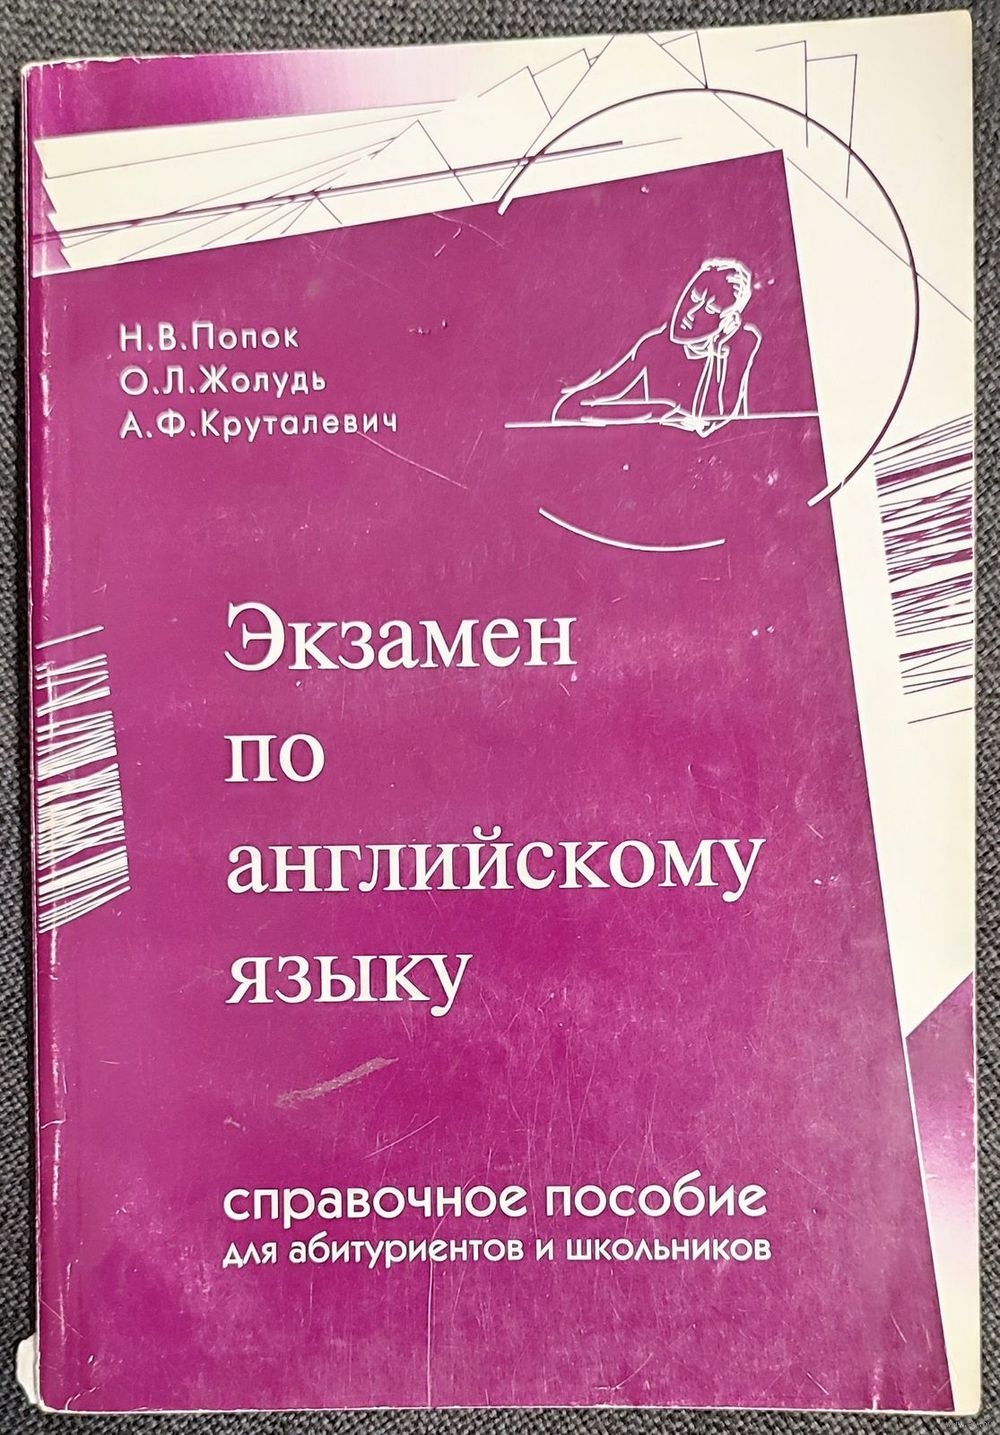 Н.В.Попок
О.Л.Жолудь
А.Ф.Круталевич
Экзамен
по
английскому
языку
справочное пособие
для абитуриентов и школьников